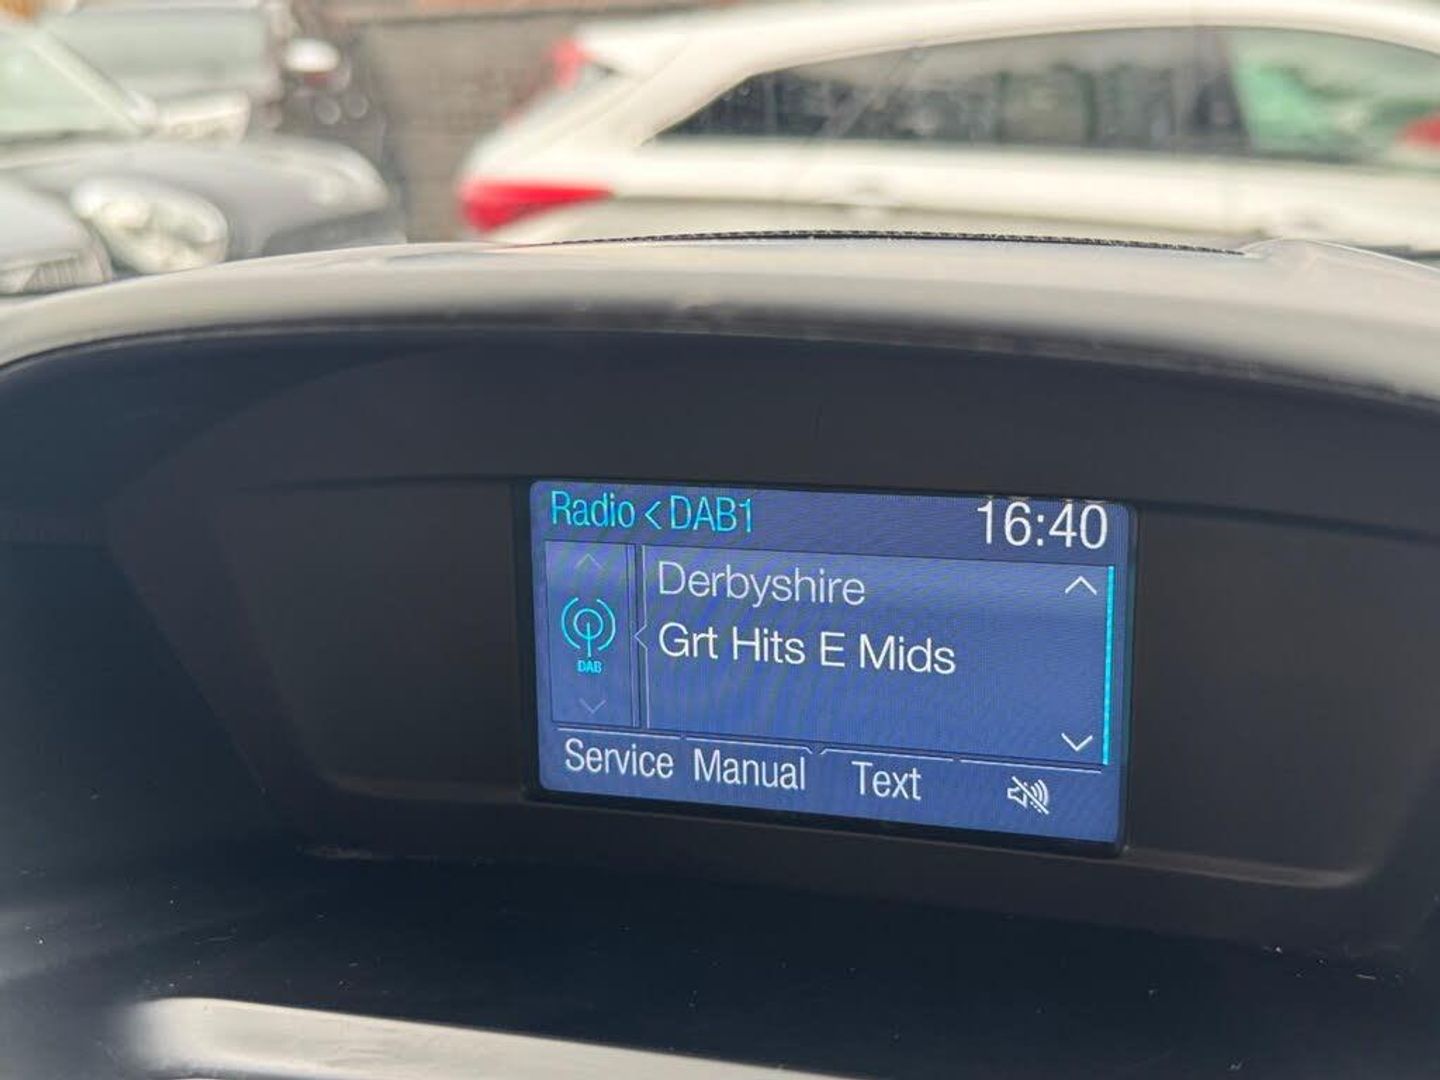 Radio < DAB1 16:40
Derbyshire
DAB
Grt Hits E Mids
Service Manual Text